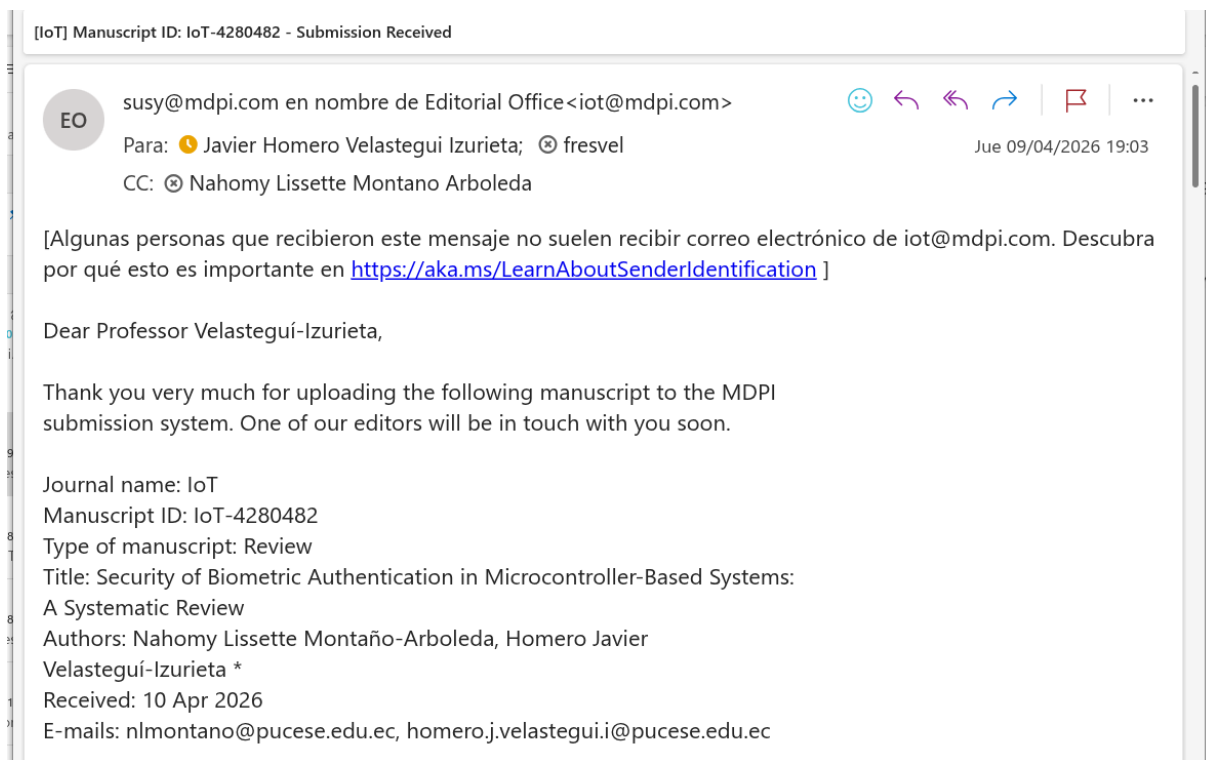 [IoT] Manuscript ID: IoT-4280482 - Submission Received
EO
susy@mdpi.com en nombre de Editorial Office<iot@mdpi.com>
Para: Javier Homero Velastegui Izurieta; fresvel
Jue 09/04/2026 19:03
CC: Nahomy Lissette Montano Arboleda
[Algunas personas que recibieron este mensaje no suelen recibir correo electrónico de iot@mdpi.com. Descubra
por qué esto es importante en https://aka.ms/LearnAboutSenderIdentification ]
Dear Professor Velasteguí-Izurieta,
Thank you very much for uploading the following manuscript to the MDPI
submission system. One of our editors will be in touch with you soon.
Journal name: IoT
Manuscript ID: IoT-4280482
Type of manuscript: Review
Title: Security of Biometric Authentication in Microcontroller-Based Systems:
A Systematic Review
Authors: Nahomy Lissette Montaño-Arboleda, Homero Javier
Velasteguí-Izurieta *
Received: 10 Apr 2026
E-mails: nlmontano@pucese.edu.ec, homero.j.velastegui.i@pucese.edu.ec